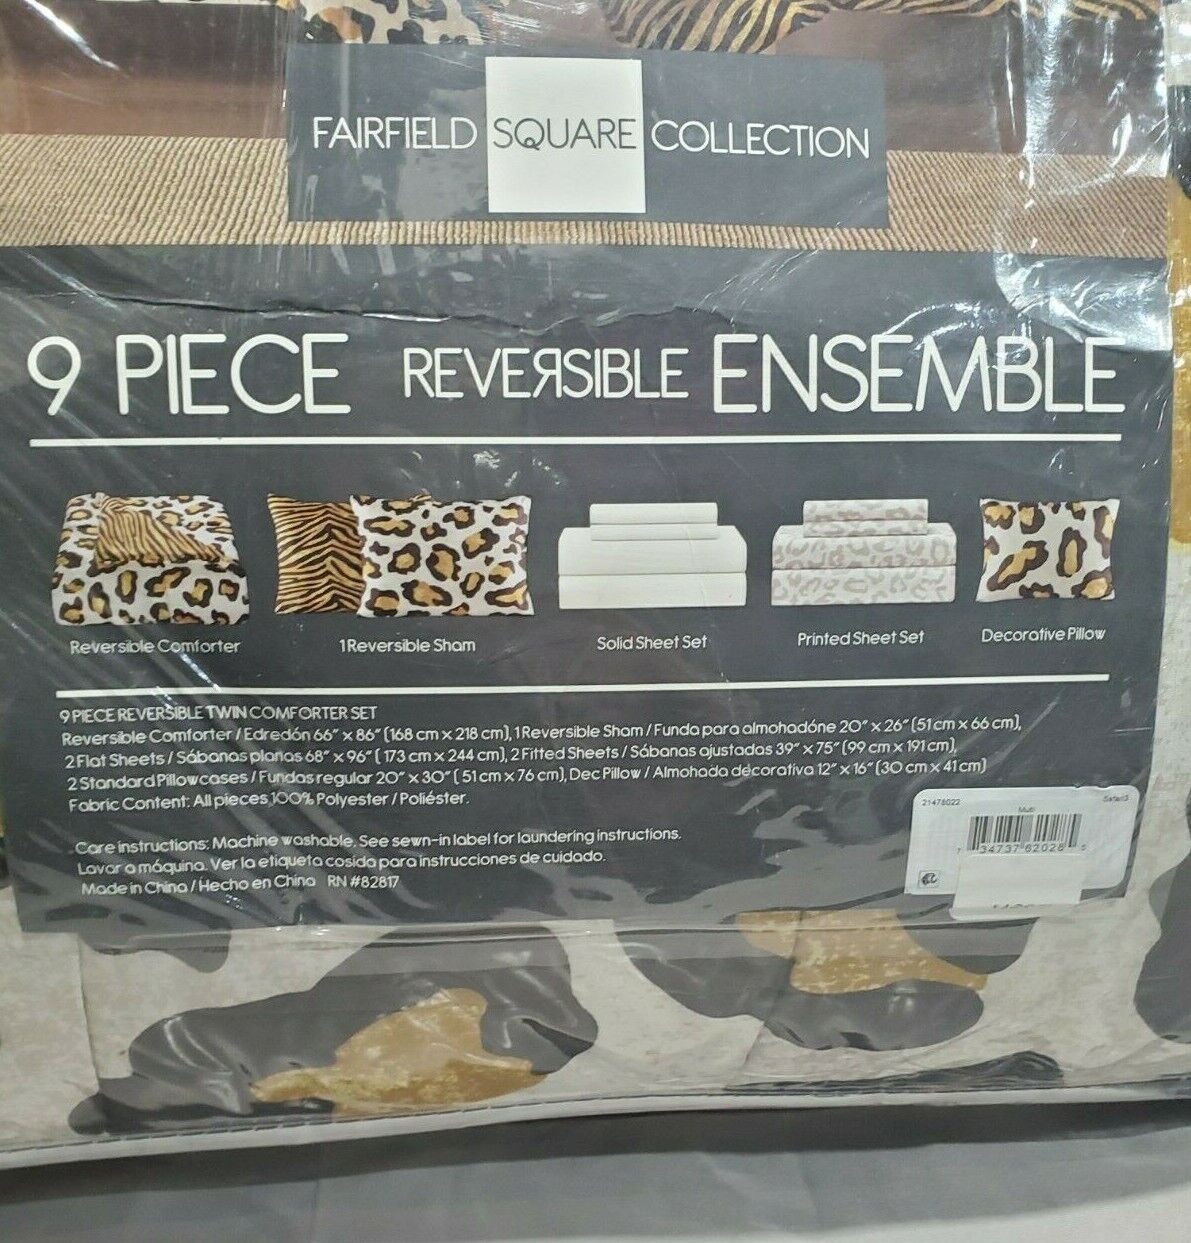 FAIRFIELD SQUARE COLLECTION
9 PIECE REVERSIBLE ENSEMBLE
Reversible Comforter
1 Reversible Sham
Solid Sheet Set
Printed Sheet Set
Decorative Pillow
9 PIECE REVERSIBLE TWIN COMFORTER SET
Reversible Comforter / Edredón 66" x 86" (168 cm x 218 cm), 1 Reversible Sham / Funda para almohadóne 20" x 26" (51 cm x 66 cm),
2 Flat Sheets / Sábanas planas 68" x 96" ( 173 cm x 244 cm), 2 Fitted Sheets / Sábanas ajustadas 39" x 75" (99 cm x 191 cm),
2 Standard Pillowcases / Fundas regular 20" x 30" ( 51 cm x 76 cm), Dec Pillow / Almohada décorativa 12" x 16" (30 cm x 41 cm)
Fabric Content: All pieces 100% Polyester / Poliéster.
Care instructions: Machine washable. See sewn-in label for laundering instructions.
Lavar a máquina. Ver la etiqueta cosida para instrucciones de cuidado.
Made in China / Hecho en China RN #82817
21478022
Multi
7 34737 62028 5